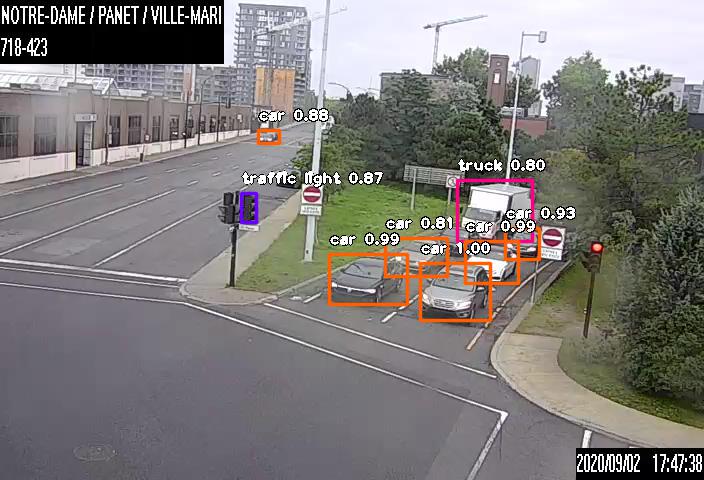 NOTRE-DAME / PANET / VILLE-MARI
718-423
car 0.88
traffic light 0.87
truck 0.80
car 0.93
car 0.81
car 0.99
car 0.99
car 1.00
2020/09/02 17:47:38